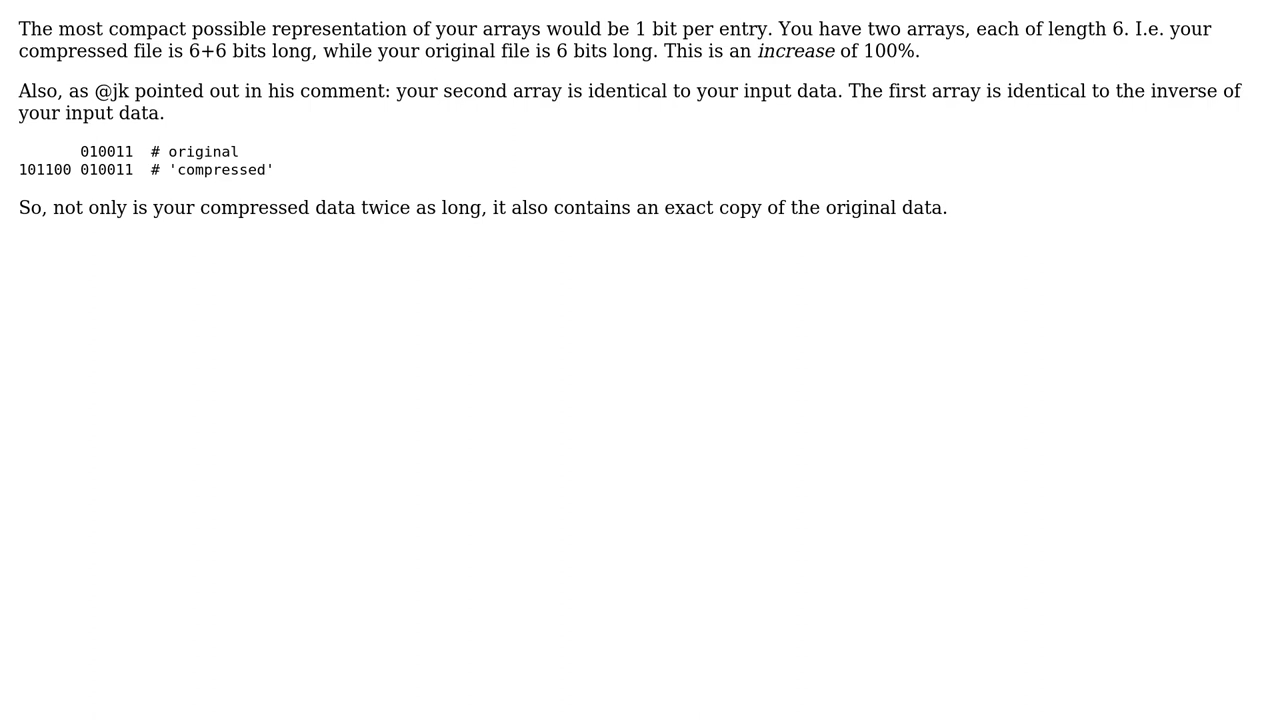 The most compact possible representation of your arrays would be 1 bit per entry. You have two arrays, each of length 6. I.e. your
compressed file is 6+6 bits long, while your original file is 6 bits long. This is an increase of 100%.
Also, as @jk pointed out in his comment: your second array is identical to your input data. The first array is identical to the inverse of
your input data.
       010011  # original
101100 010011  # 'compressed'
So, not only is your compressed data twice as long, it also contains an exact copy of the original data.